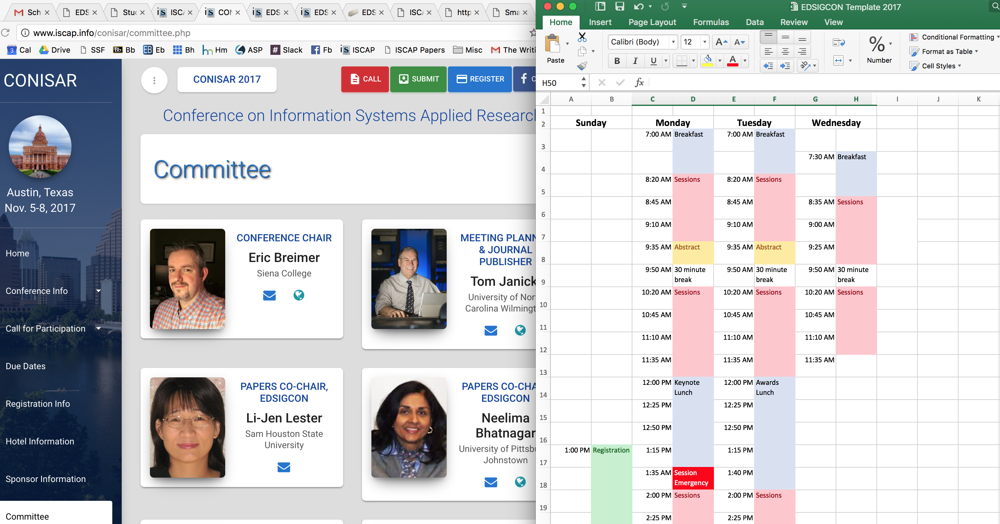 Sch
EDS
Stu
ISCA
CON
EDS
EDS
EDS
ISCA
http
Sma
www.iscap.info/conisar/committee.php
3 Cal
Drive
SSF
Bb Bb
EB Eb
Bh
hm Hm
ASP
# Slack
Fb
iS ISCAP
ISCAP Papers
Misc
The Writi
CONISAR
Austin, Texas
Nov. 5-8, 2017
Home
Conference Info
Call for Participation
Due Dates
Registration Info
Hotel Information
Sponsor Information
Committee
CONISAR 2017
CALL
SUBMIT
REGISTER
C
Conference on Information Systems Applied Researc
Committee
CONFERENCE CHAIR
Eric Breimer
Siena College
MEETING PLANN
& JOURNAL
PUBLISHER
Tom Janick
University of Nor
Carolina Wilmingt
PAPERS CO-CHAIR,
EDSIGCON
Li-Jen Lester
Sam Houston State
University
PAPERS CO-CHA
EDSIGCON
Neelima
Bhatnagar
University of Pittsbu
Johnstown
EDSIGCON Template 2017
Home Insert Page Layout Formulas Data Review View
Paste
Calibri (Body) 12
B I U
% Number
Conditional Formatting
Format as Table
Cell Styles
H50
fx
A B C D E F G H I J K
1
2 Sunday Monday Tuesday Wednesday
3 7:00 AM Breakfast 7:00 AM Breakfast
4 7:30 AM Breakfast
5 8:20 AM Sessions 8:20 AM Sessions
6 8:45 AM 8:45 AM 8:35 AM Sessions
7 9:10 AM 9:10 AM 9:00 AM
8 9:35 AM Abstract 9:35 AM Abstract 9:25 AM
9 9:50 AM 30 minute break 9:50 AM 30 minute break 9:50 AM 30 minute break
10 10:20 AM Sessions 10:20 AM Sessions 10:20 AM Sessions
11 10:45 AM 10:45 AM 10:45 AM
12 11:10 AM 11:10 AM 11:10 AM
13 11:35 AM 11:35 AM 11:35 AM
14 12:00 PM Keynote Lunch 12:00 PM Awards Lunch
15 12:25 PM 12:25 PM
16 12:50 PM 12:50 PM
17 1:00 PM Registration 1:15 PM 1:15 PM
18 1:35 AM Session Emergency 1:40 PM
19 2:00 PM Sessions 2:00 PM Sessions
2:25 PM 2:25 PM